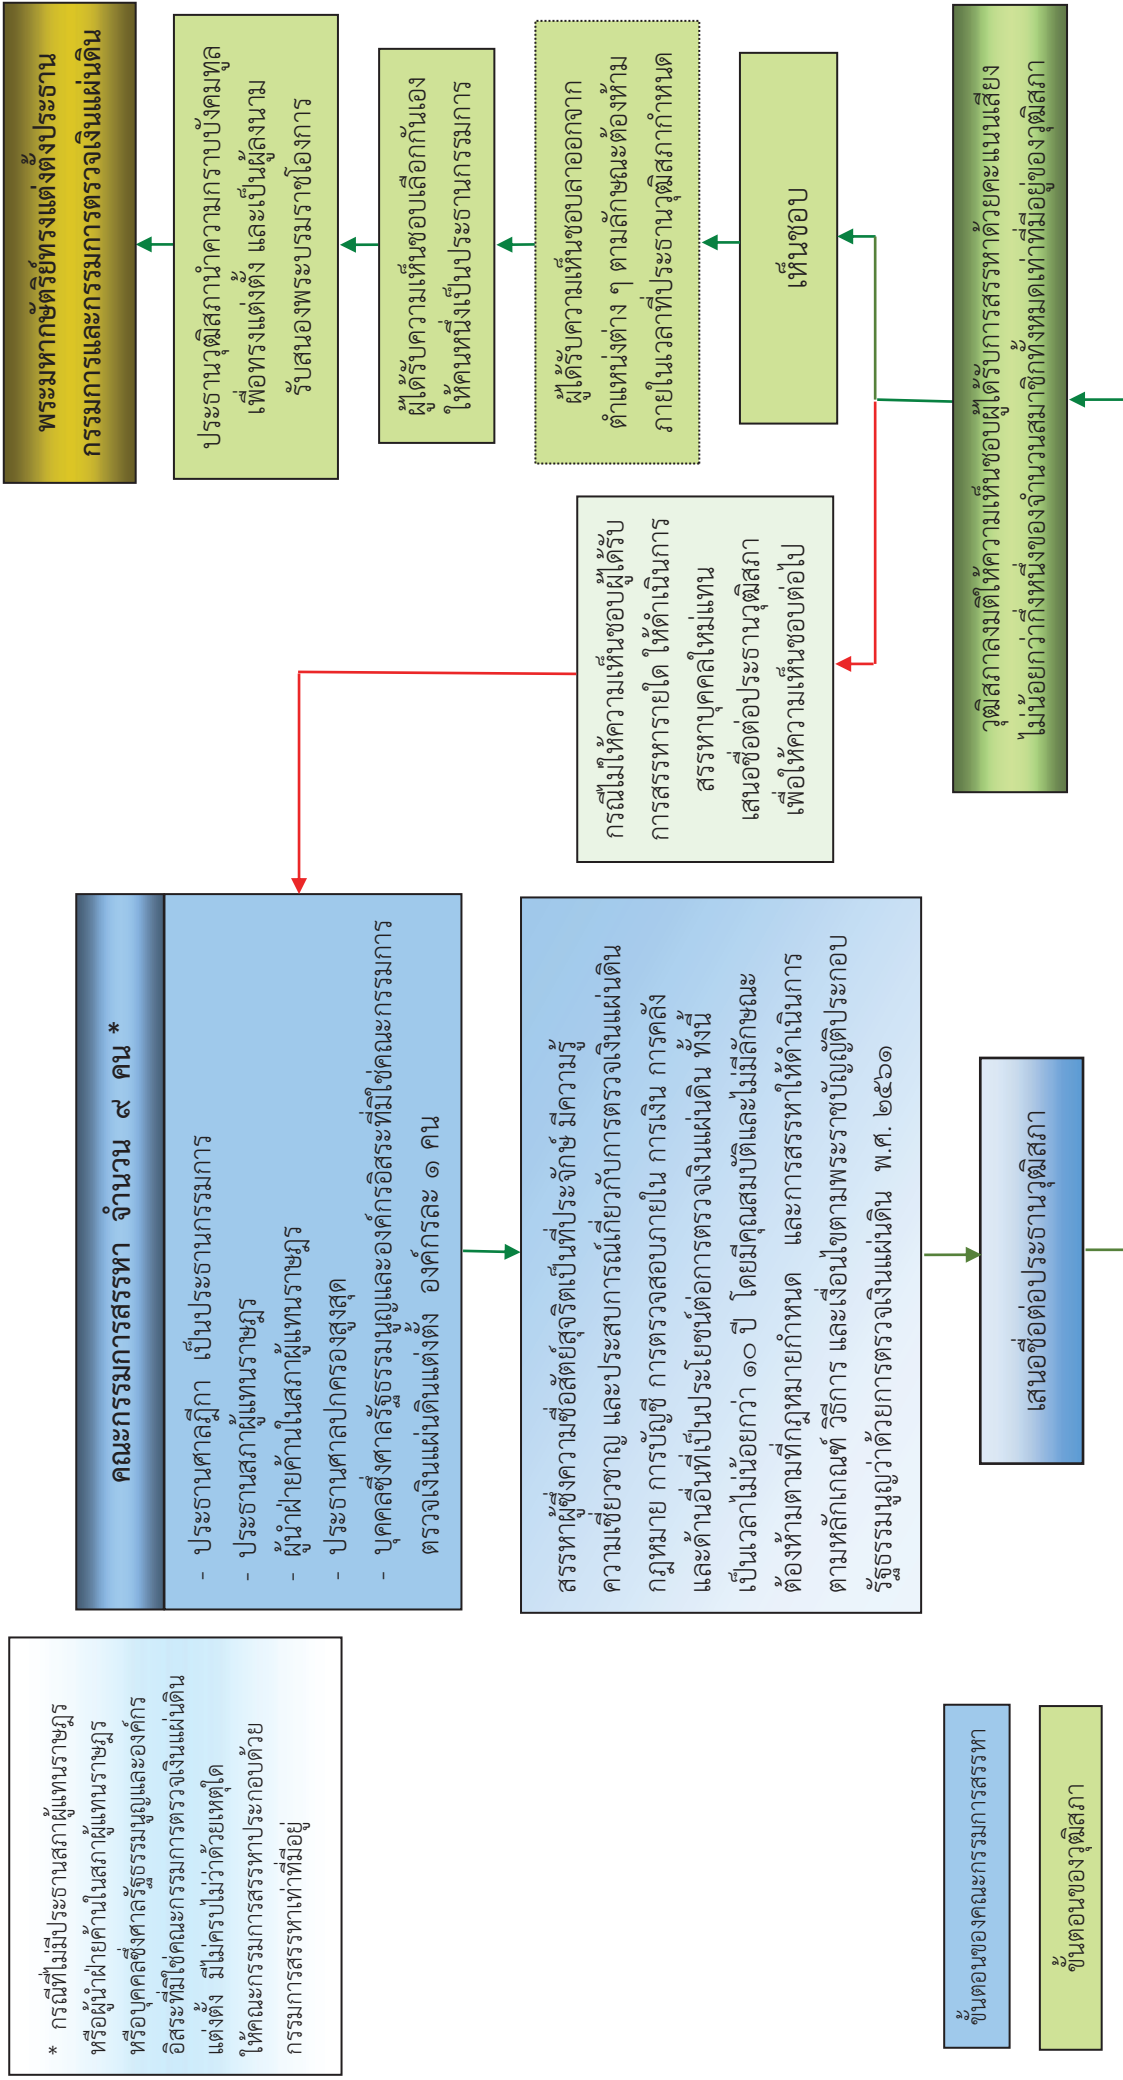 * กรณีที่ไม่มีประธานสภาผู้แทนราษฎร
หรือผู้นำฝ่ายค้านในสภาผู้แทนราษฎร
หรือบุคคลซึ่งศาลรัฐธรรมนูญและองค์กร
อิสระที่มิใช่คณะกรรมการตรวจเงินแผ่นดิน
แต่งตั้ง มีไม่ครบไม่ว่าด้วยเหตุใด
ให้คณะกรรมการสรรหาประกอบด้วย
กรรมการสรรหาเท่าที่มีอยู่
คณะกรรมการสรรหา จำนวน ๙ คน *
- ประธานศาลฎีกา เป็นประธานกรรมการ
- ประธานสภาผู้แทนราษฎร
- ผู้นำฝ่ายค้านในสภาผู้แทนราษฎร
- ประธานศาลปกครองสูงสุด
- บุคคลซึ่งศาลรัฐธรรมนูญและองค์กรอิสระที่มิใช่คณะกรรมการ
ตรวจเงินแผ่นดินแต่งตั้ง องค์กรละ ๑ คน
สรรหาผู้ซึ่งความซื่อสัตย์สุจริตเป็นที่ประจักษ์ มีความรู้
ความเชี่ยวชาญ และประสบการณ์เกี่ยวกับการตรวจเงินแผ่นดิน
กฎหมาย การบัญชี การตรวจสอบภายใน การเงิน การคลัง
และด้านอื่นที่เป็นประโยชน์ต่อการตรวจเงินแผ่นดิน ทั้งนี้
เป็นเวลาไม่น้อยกว่า ๑๐ ปี โดยมีคุณสมบัติและไม่มีลักษณะ
ต้องห้ามตามที่กฎหมายกำหนด และการสรรหาให้ดำเนินการ
ตามหลักเกณฑ์ วิธีการ และเงื่อนไขตามพระราชบัญญัติประกอบ
รัฐธรรมนูญว่าด้วยการตรวจเงินแผ่นดิน พ.ศ. ๒๕๖๑
เสนอชื่อต่อประธานวุฒิสภา
วุฒิสภาลงมติให้ความเห็นชอบผู้ได้รับการสรรหาด้วยคะแนนเสียง
ไม่น้อยกว่ากึ่งหนึ่งของจำนวนสมาชิกทั้งหมดเท่าที่มีอยู่ของวุฒิสภา
กรณีไม่ให้ความเห็นชอบผู้ได้รับ
การสรรหารายใด ให้ดำเนินการ
สรรหาบุคคลใหม่แทน
เสนอชื่อต่อประธานวุฒิสภา
เพื่อให้ความเห็นชอบต่อไป
เห็นชอบ
ผู้ได้รับความเห็นชอบลาออกจาก
ตำแหน่งต่าง ๆ ตามลักษณะต้องห้าม
ภายในเวลาที่ประธานวุฒิสภากำหนด
ผู้ได้รับความเห็นชอบเลือกกันเอง
ให้คนหนึ่งเป็นประธานกรรมการ
ประธานวุฒิสภานำความกราบบังคมทูล
เพื่อทรงแต่งตั้ง และเป็นผู้ลงนาม
รับสนองพระบรมราชโองการ
พระมหากษัตริย์ทรงแต่งตั้งประธาน
กรรมการและกรรมการตรวจเงินแผ่นดิน
ขั้นตอนของคณะกรรมการสรรหา
ขั้นตอนของวุฒิสภา